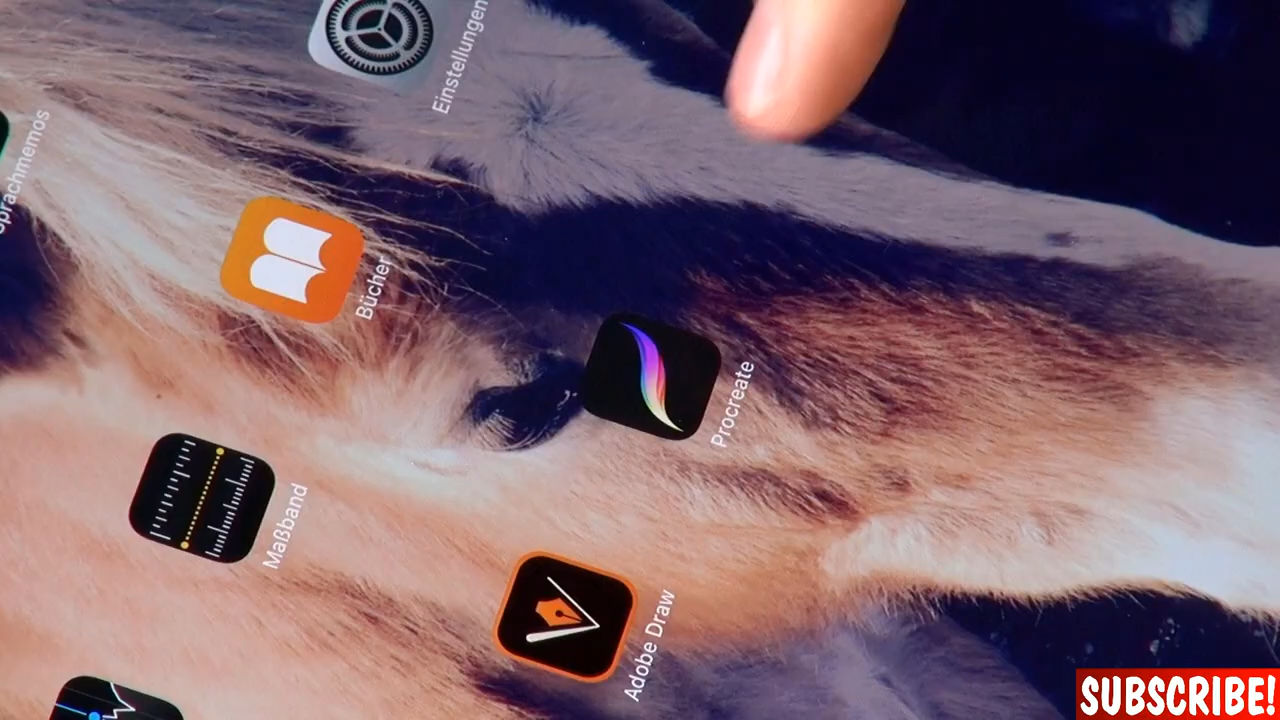 Einstellungen
Sprachmemos
Bücher
Procreate
Maßband
Adobe Draw
SUBSCRIBE!